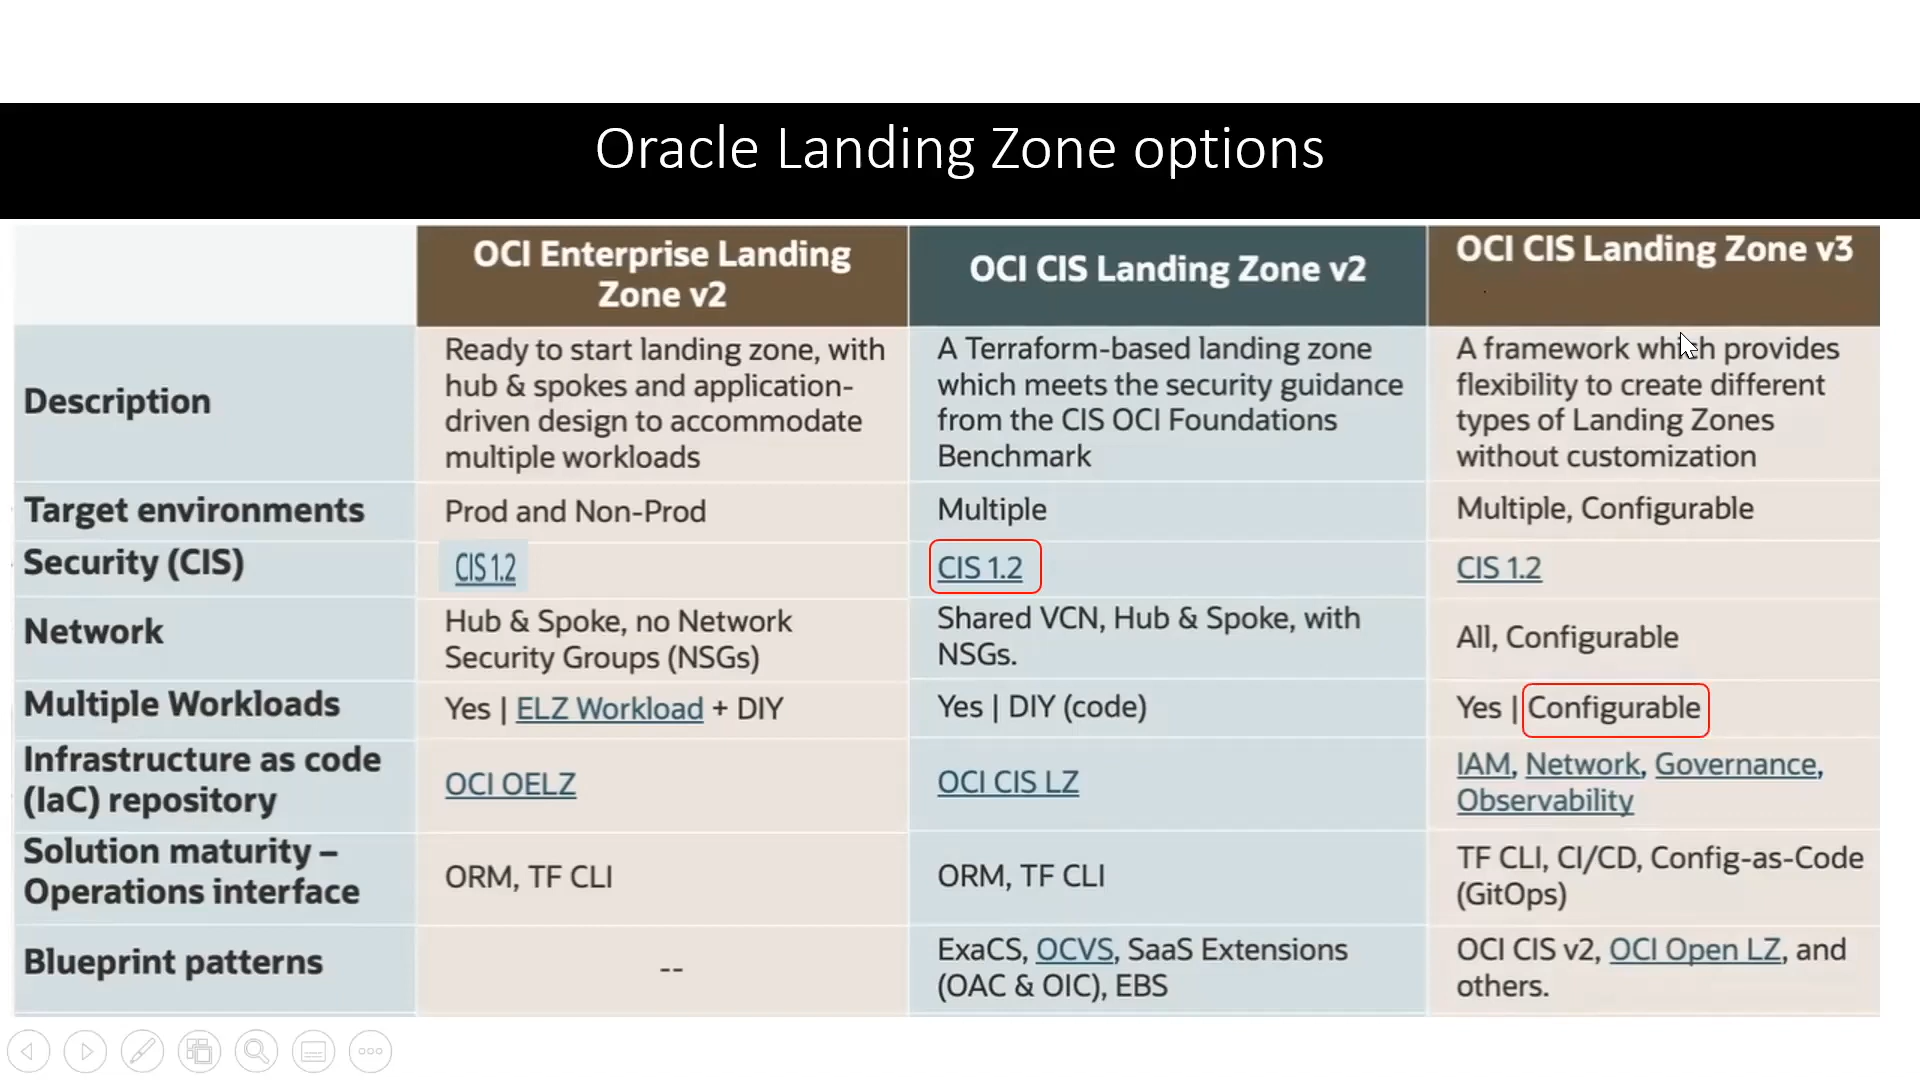 Oracle Landing Zone options
OCI Enterprise Landing
Zone v2
OCI CIS Landing Zone v2
OCI CIS Landing Zone v3
Description
Ready to start landing zone, with
hub & spokes and application-
driven design to accommodate
multiple workloads
A Terraform-based landing zone
which meets the security guidance
from the CIS OCI Foundations
Benchmark
A framework which provides
flexibility to create different
types of Landing Zones
without customization
Target environments
Prod and Non-Prod
Multiple
Multiple, Configurable
Security (CIS)
CIS 1.2
CIS 1.2
CIS 1.2
Network
Hub & Spoke, no Network
Security Groups (NSGs)
Shared VCN, Hub & Spoke, with
NSGs.
All, Configurable
Multiple Workloads
Yes | ELZ Workload + DIY
Yes | DIY (code)
Yes | Configurable
Infrastructure as code
(IaC) repository
OCI OELZ
OCI CIS LZ
IAM, Network, Governance,
Observability
Solution maturity –
Operations interface
ORM, TF CLI
ORM, TF CLI
TF CLI, CI/CD, Config-as-Code
(GitOps)
Blueprint patterns
--
ExaCS, OCVS, SaaS Extensions
(OAC & OIC), EBS
OCI CIS v2, OCI Open LZ, and
others.